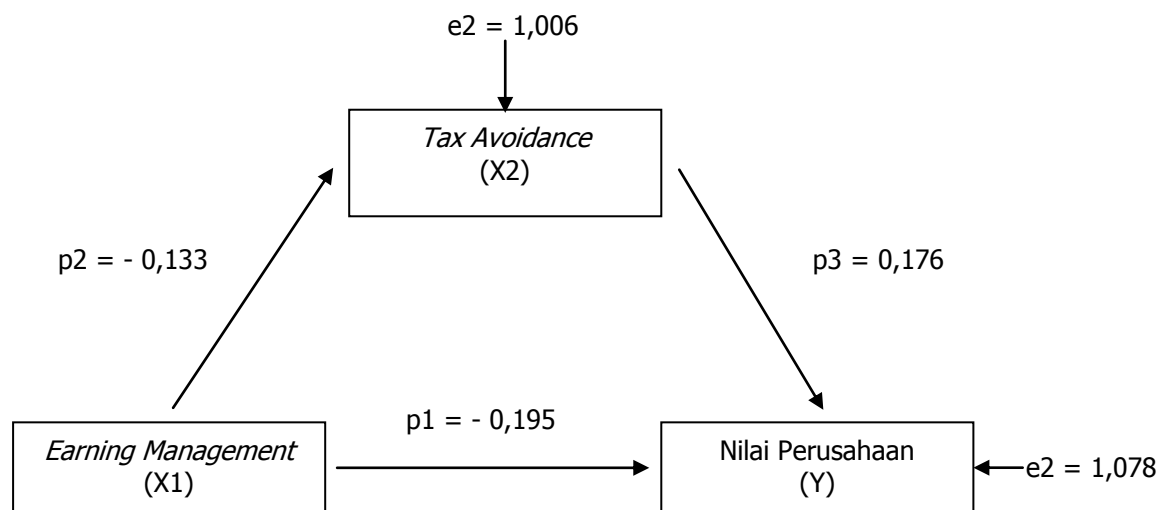 e2 = 1,006
Tax Avoidance
(X2)
p2 = - 0,133
p3 = 0,176
p1 = - 0,195
Earning Management
(X1)
Nilai Perusahaan
(Y)
e2 = 1,078